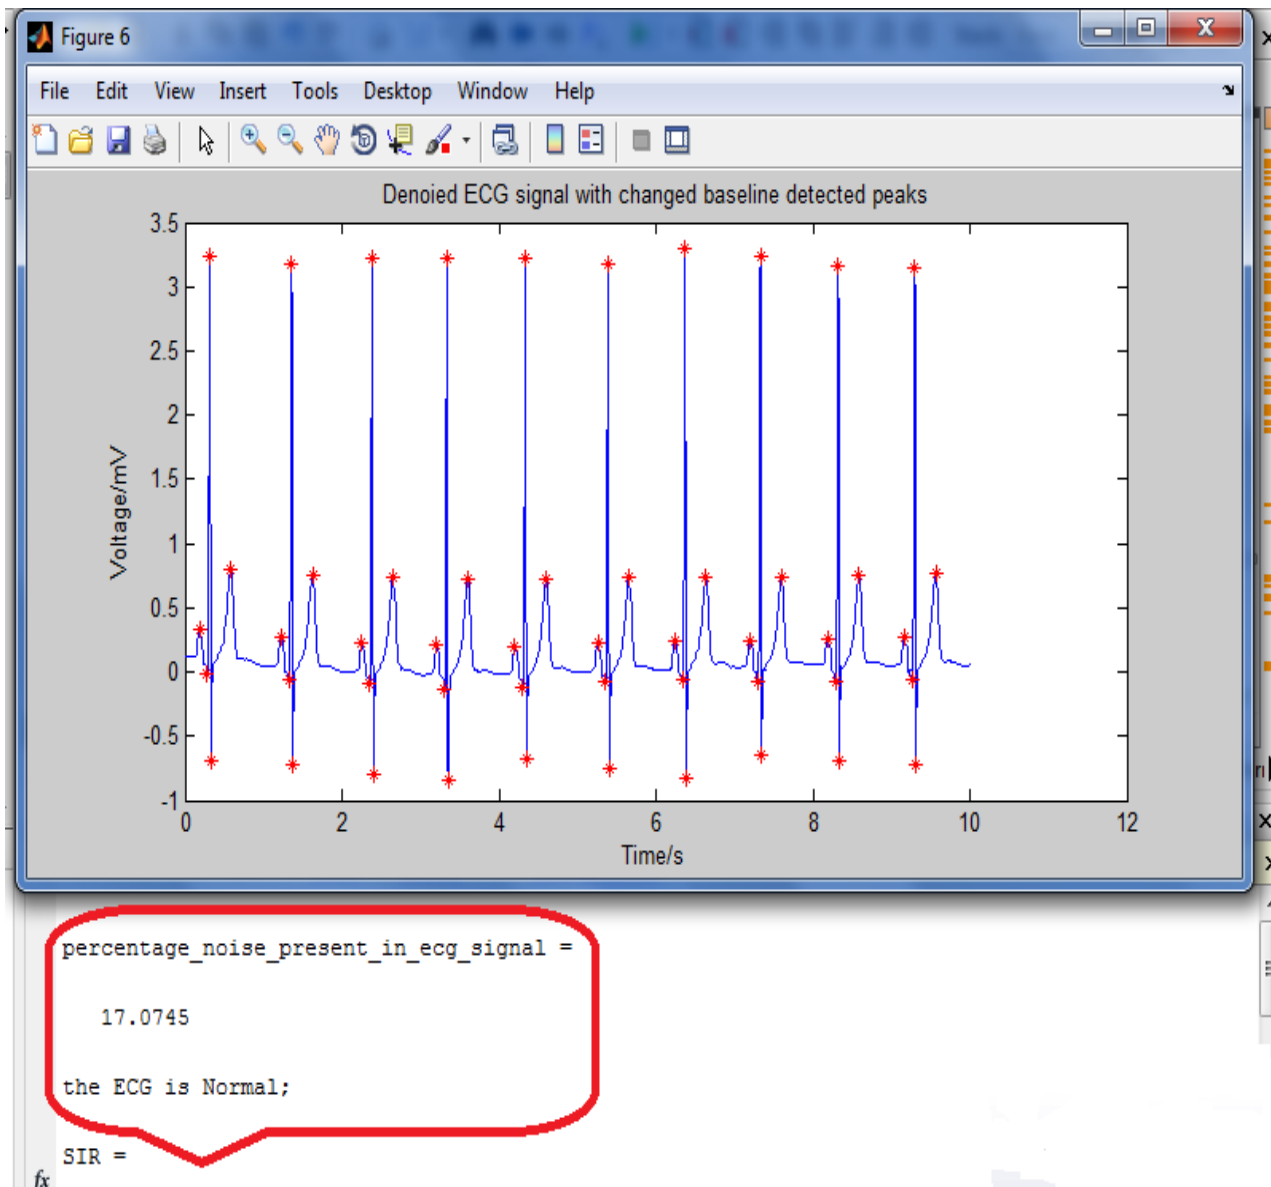 Figure 6
File Edit View Insert Tools Desktop Window Help
Denoied ECG signal with changed baseline detected peaks
3.5
3
2.5
2
1.5
1
0.5
0
-0.5
-1
Voltage/mV
0 2 4 6 8 10 12
Time/s
percentage_noise_present_in_ecg_signal =
17.0745
the ECG is Normal;
SIR =
fx